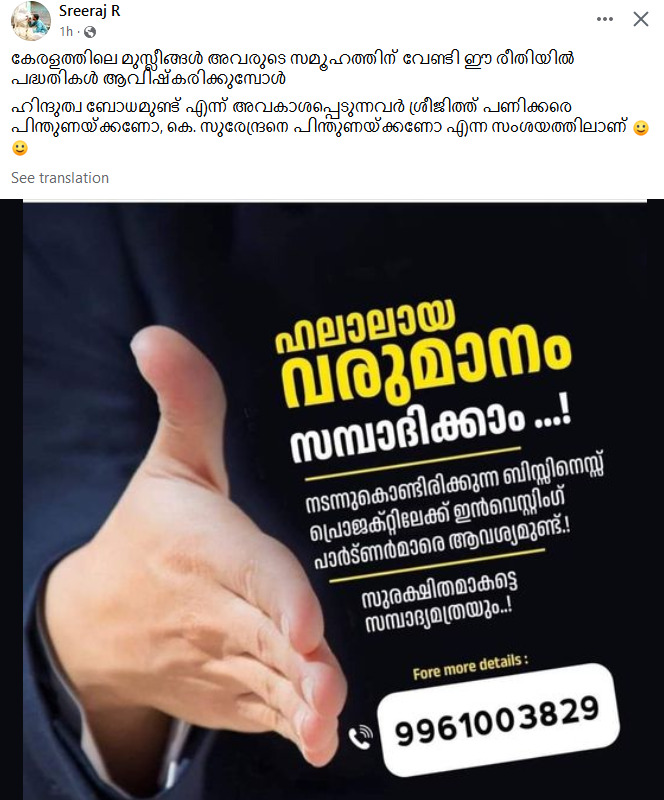 Sreeraj R
1h
കേരളത്തിലെ മുസ്ലീങ്ങൾ അവരുടെ സമൂഹത്തിന് വേണ്ടി ഈ രീതിയിൽ
പദ്ധതികൾ ആവിഷ്കരിക്കുമ്പോൾ
ഹിന്ദുത്വ ബോധമുണ്ട് എന്ന് അവകാശപ്പെടുന്നവർ ശ്രീജിത്ത് പണിക്കരെ
പിന്തുണയ്ക്കണോ, കെ. സുരേന്ദ്രനെ പിന്തുണയ്ക്കണോ എന്ന സംശയത്തിലാണ് 🙂
🙂
See translation
ഹലാലായ
വരുമാനം
സമ്പാദിക്കാം ...!
നടന്നുകൊണ്ടിരിക്കുന്ന ബിസ്സിനെസ്സ്
പ്രൊജക്റ്റിലേക്ക് ഇൻവെസ്റ്റിംഗ്
പാർട്ണർമാരെ ആവശ്യമുണ്ട്.!
സുരക്ഷിതമാകട്ടെ
സമ്പാദ്യമത്രയും..!
Fore more details :
9961003829